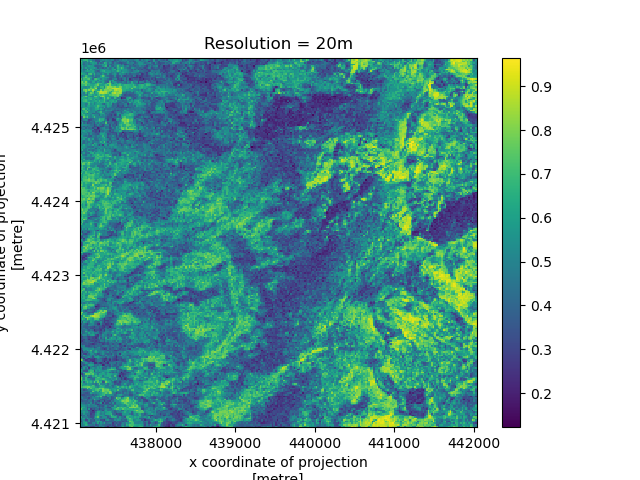 Resolution = 20m
1e6
4.425
4.424
4.423
4.422
4.421
y coordinate of projection
[metre]
438000 439000 440000 441000 442000
x coordinate of projection
[metre]
0.9
0.8
0.7
0.6
0.5
0.4
0.3
0.2